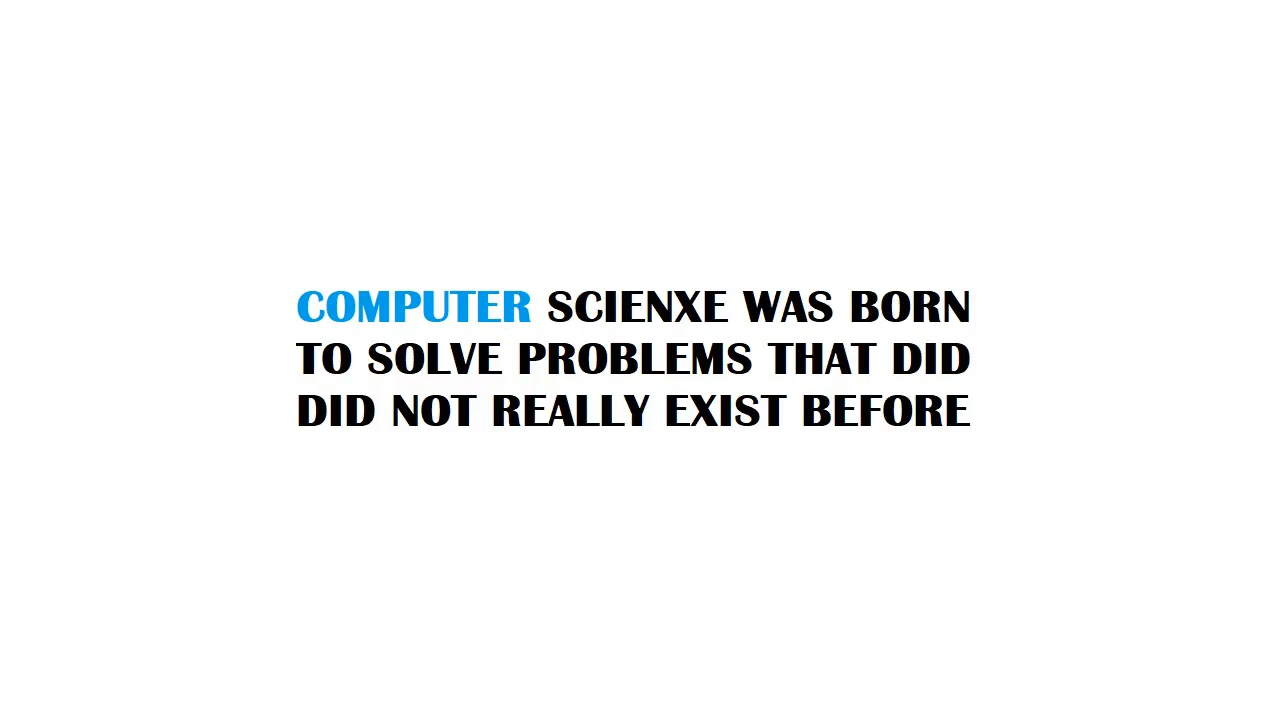 COMPUTER SCIENXE WAS BORN
TO SOLVE PROBLEMS THAT DID
DID NOT REALLY EXIST BEFORE